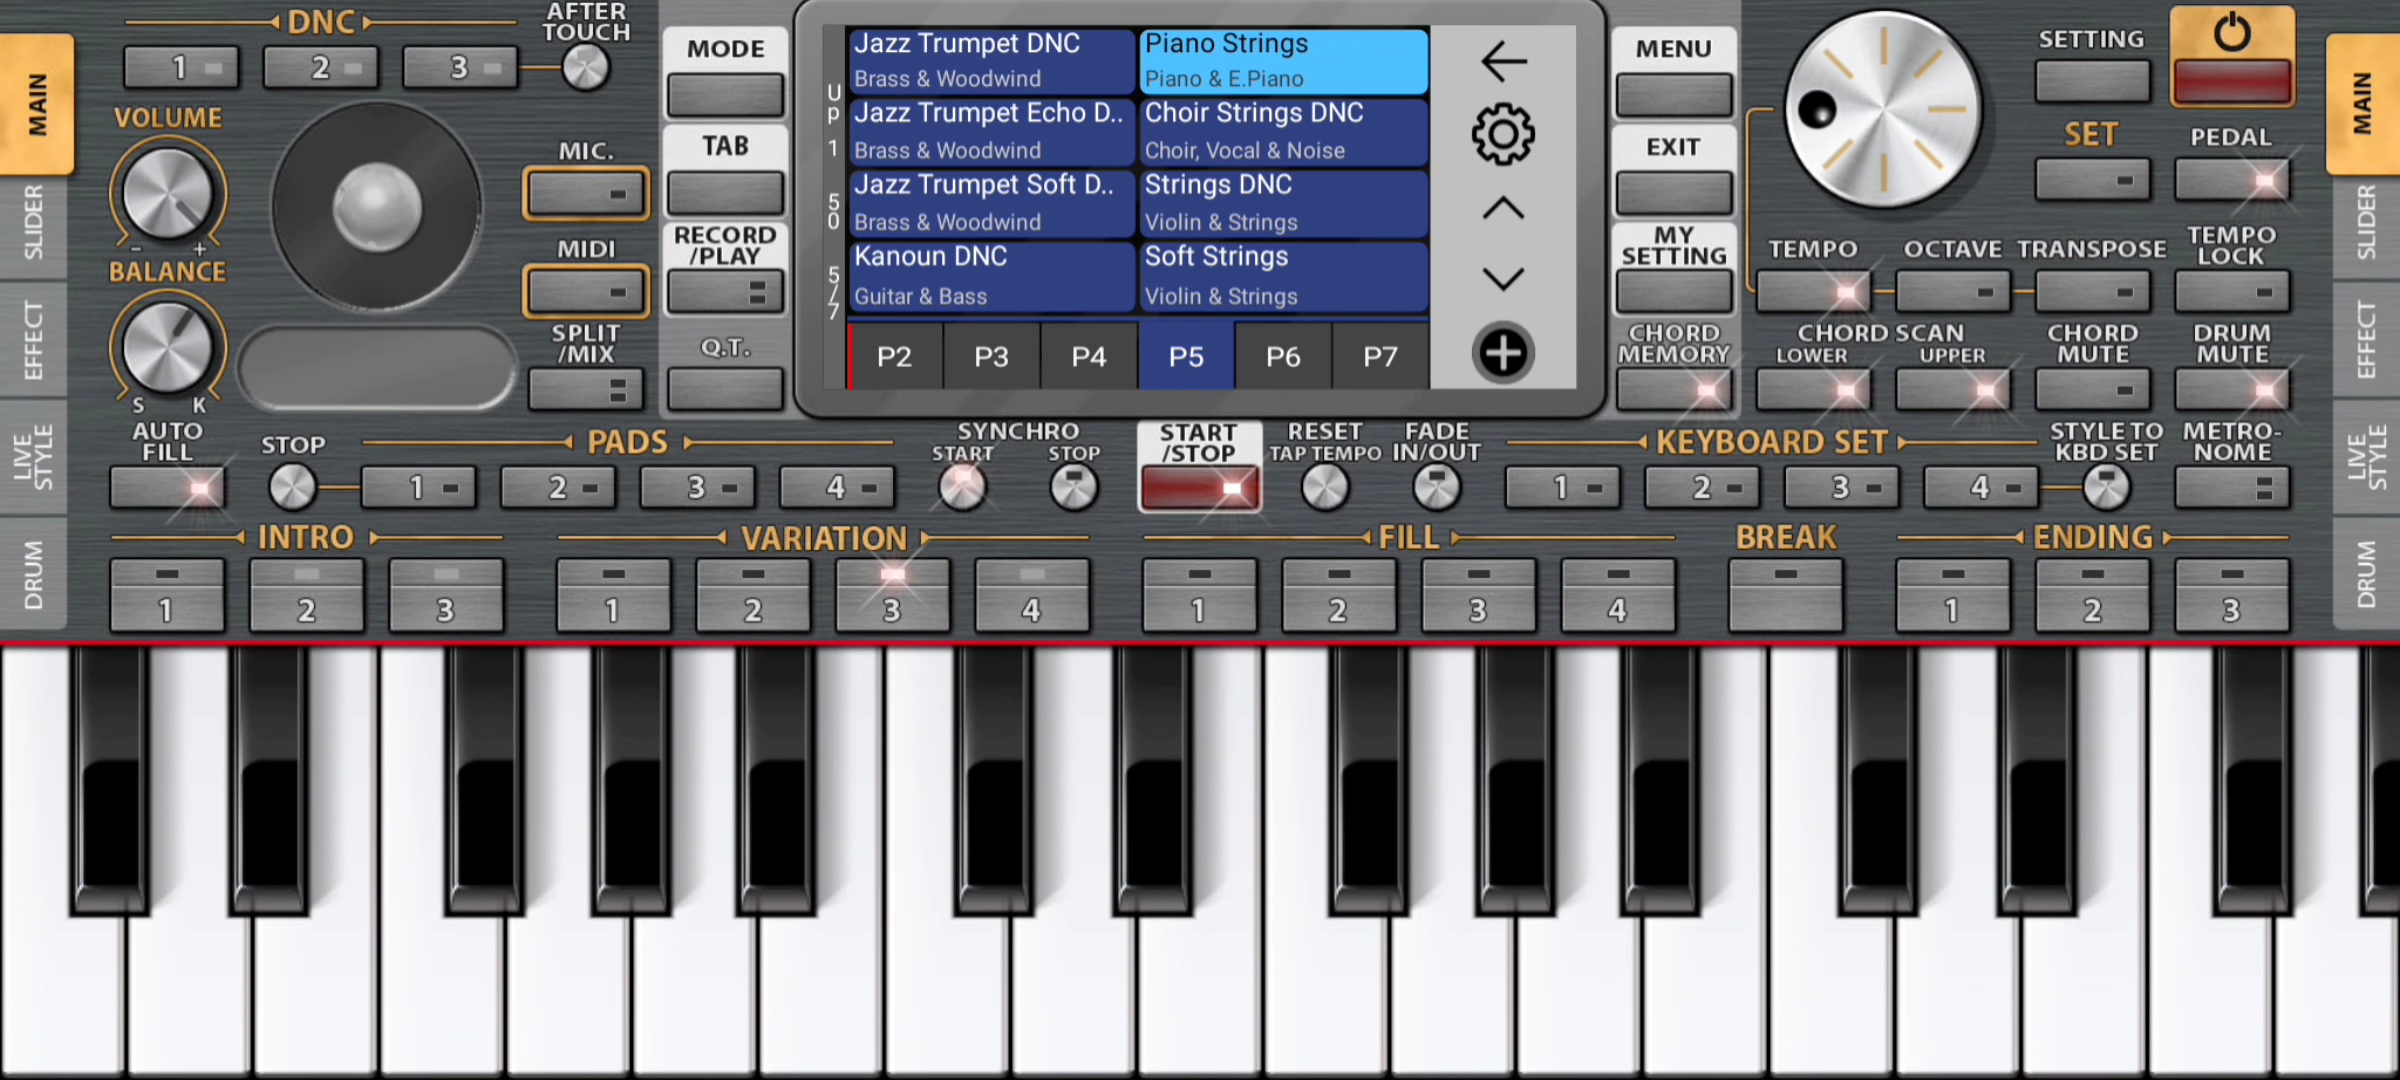 DNC
1 2 3
AFTER
TOUCH
MAIN
SLIDER
EFFECT
LIVE
STYLE
DRUM
VOLUME
- +
BALANCE
S K
MIC.
MIDI
SPLIT
/MIX
MODE
TAB
RECORD
/PLAY
Q.T.
Up 1
50
5/7
Jazz Trumpet DNC
Brass & Woodwind
Jazz Trumpet Echo D..
Brass & Woodwind
Jazz Trumpet Soft D..
Brass & Woodwind
Kanoun DNC
Guitar & Bass
Piano Strings
Piano & E.Piano
Choir Strings DNC
Choir, Vocal & Noise
Strings DNC
Violin & Strings
Soft Strings
Violin & Strings
P2 P3 P4 P5 P6 P7
MENU
EXIT
MY
SETTING
CHORD
MEMORY
SETTING
SET
PEDAL
TEMPO
OCTAVE
TRANSPOSE
TEMPO
LOCK
CHORD SCAN
LOWER UPPER
CHORD
MUTE
DRUM
MUTE
MAIN
SLIDER
EFFECT
LIVE
STYLE
DRUM
AUTO
FILL
STOP
PADS
1 2 3 4
SYNCHRO
START STOP
START
/STOP
RESET
TAP TEMPO
FADE
IN/OUT
KEYBOARD SET
1 2 3 4
STYLE TO
KBD SET
METRO-
NOME
INTRO
1 2 3
VARIATION
1 2 3 4
FILL
1 2 3 4
BREAK
ENDING
1 2 3